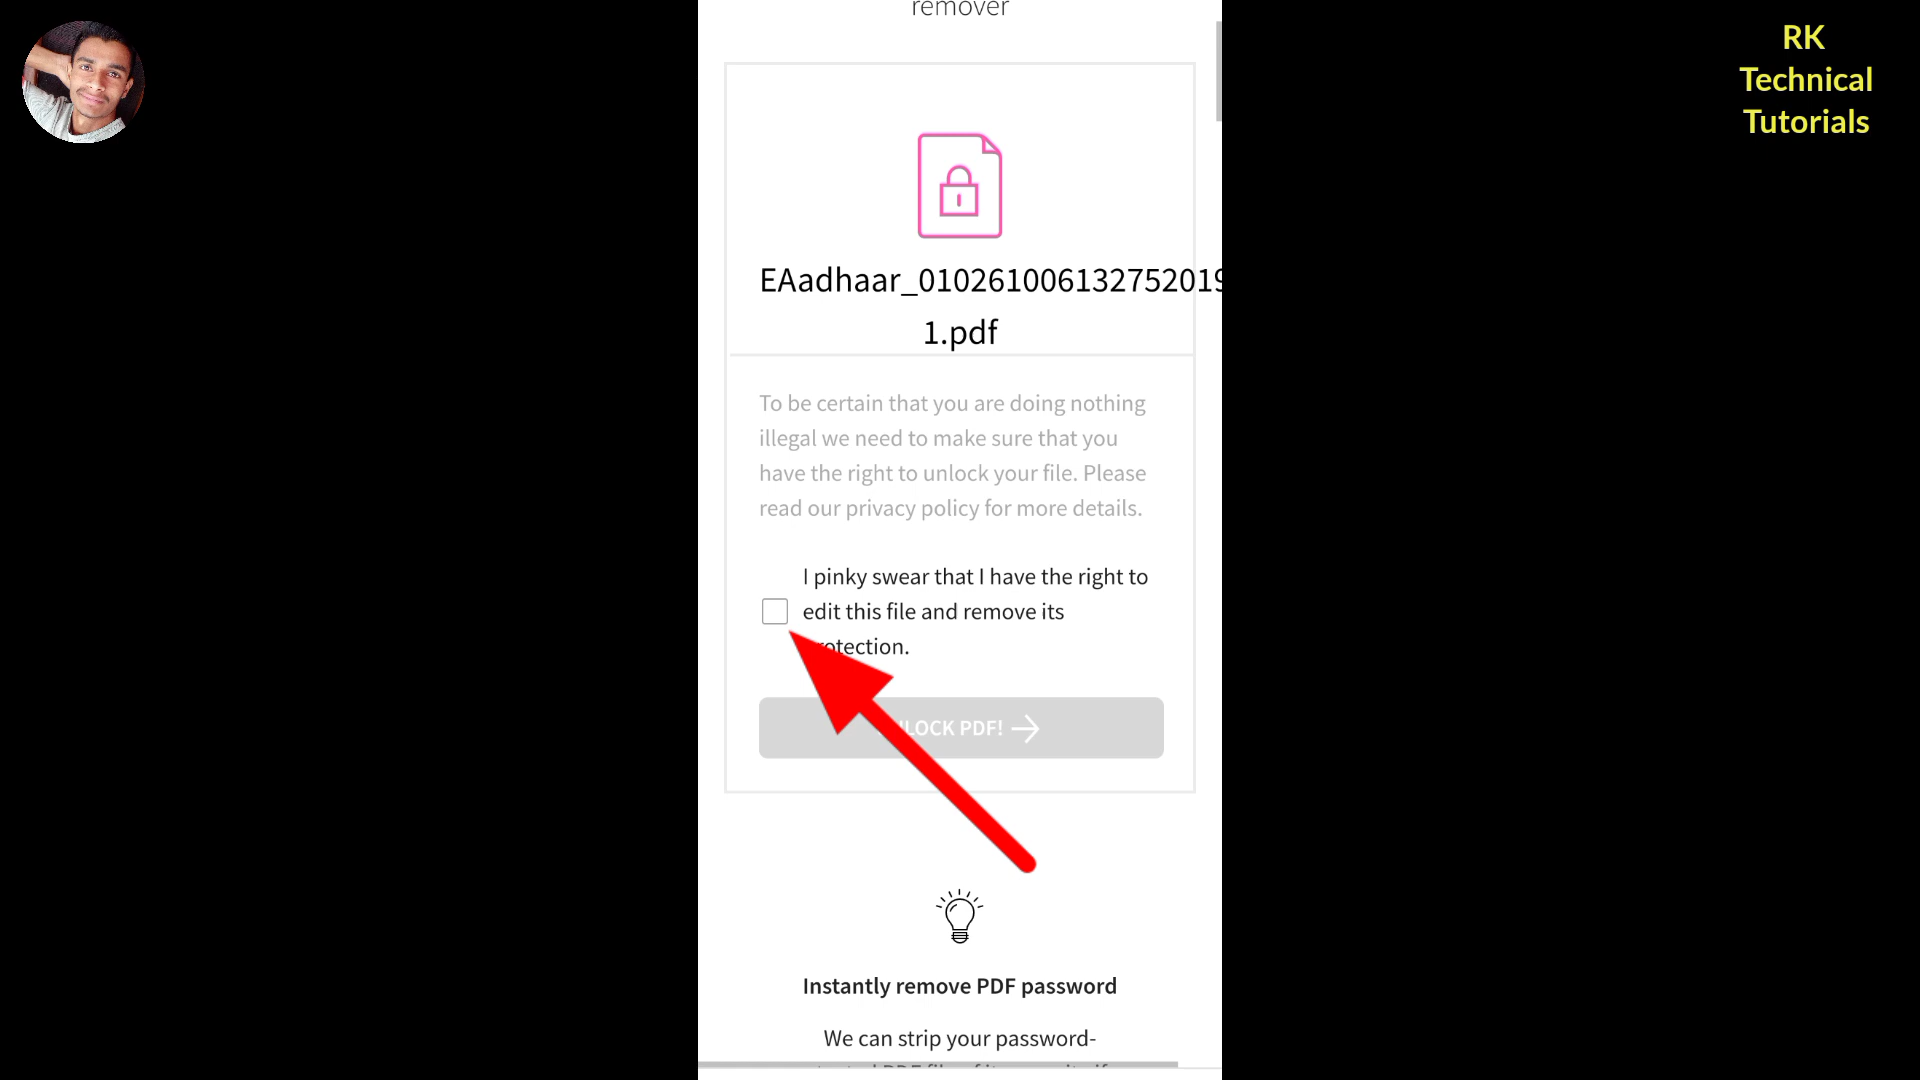 remover
RK
Technical
Tutorials
EAadhaar_01026100613275201
1.pdf
To be certain that you are doing nothing
illegal we need to make sure that you
have the right to unlock your file. Please
read our privacy policy for more details.
I pinky swear that I have the right to
edit this file and remove its
otection.
LOCK PDF!
Instantly remove PDF password
We can strip your password-